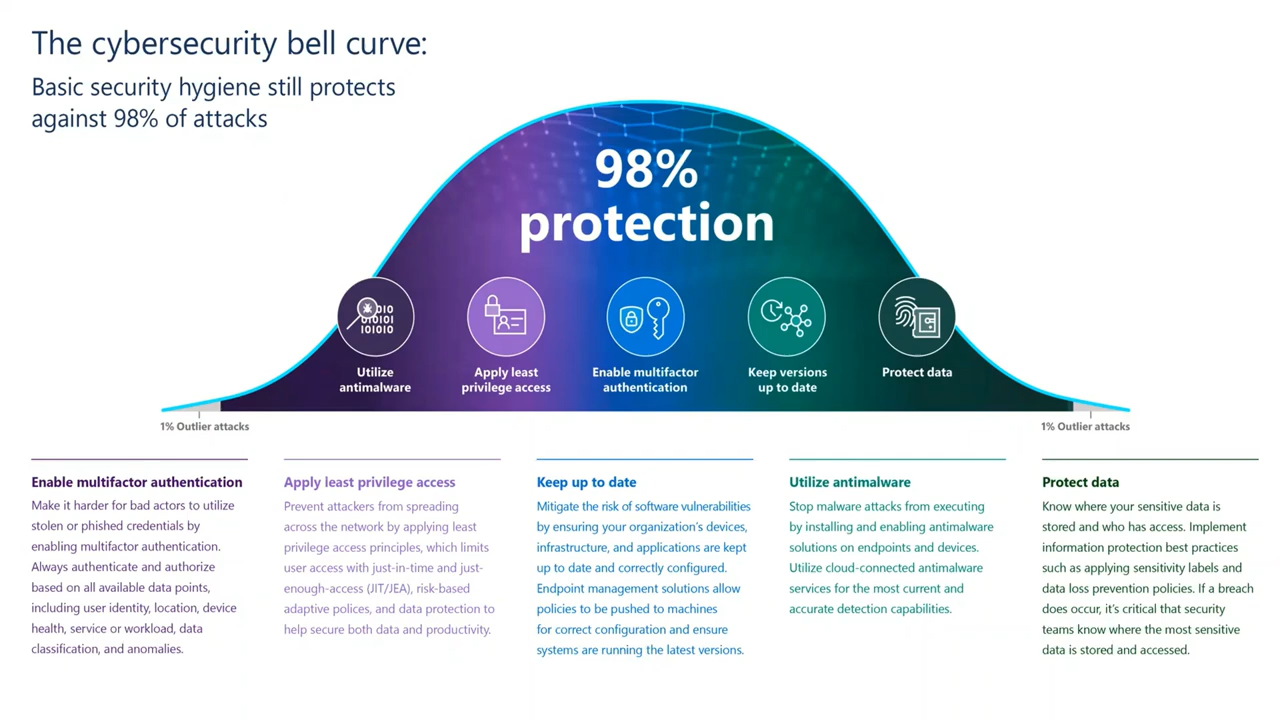 The cybersecurity bell curve:
Basic security hygiene still protects
against 98% of attacks
98%
protection
010
01010I
IOIOIO
Utilize
antimalware
Apply least
privilege access
Enable multifactor
authentication
Keep versions
up to date
Protect data
1% Outlier attacks
1% Outlier attacks
Enable multifactor authentication
Make it harder for bad actors to utilize
stolen or phished credentials by
enabling multifactor authentication.
Always authenticate and authorize
based on all available data points,
including user identity, location, device
health, service or workload, data
classification, and anomalies.
Apply least privilege access
Prevent attackers from spreading
across the network by applying least
privilege access principles, which limits
user access with just-in-time and just-
enough-access (JIT/JEA), risk-based
adaptive polices, and data protection to
help secure both data and productivity.
Keep up to date
Mitigate the risk of software vulnerabilities
by ensuring your organization's devices,
infrastructure, and applications are kept
up to date and correctly configured.
Endpoint management solutions allow
policies to be pushed to machines
for correct configuration and ensure
systems are running the latest versions.
Utilize antimalware
Stop malware attacks from executing
by installing and enabling antimalware
solutions on endpoints and devices.
Utilize cloud-connected antimalware
services for the most current and
accurate detection capabilities.
Protect data
Know where your sensitive data is
stored and who has access. Implement
information protection best practices
such as applying sensitivity labels and
data loss prevention policies. If a breach
does occur, it's critical that security
teams know where the most sensitive
data is stored and accessed.